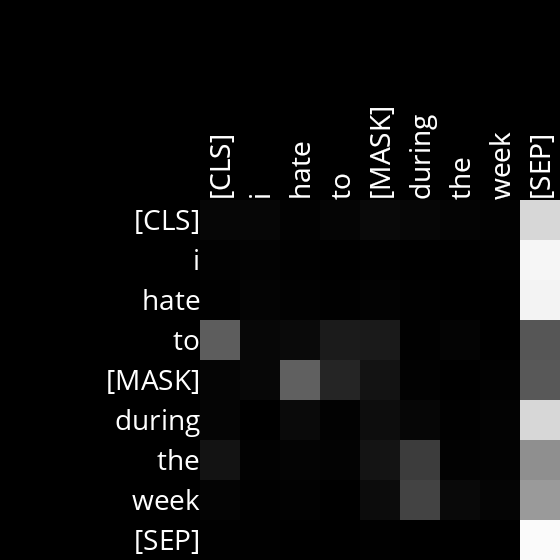 [CLS] i hate to [MASK] during the week [SEP]
[CLS]
i
hate
to
[MASK]
during
the
week
[SEP]